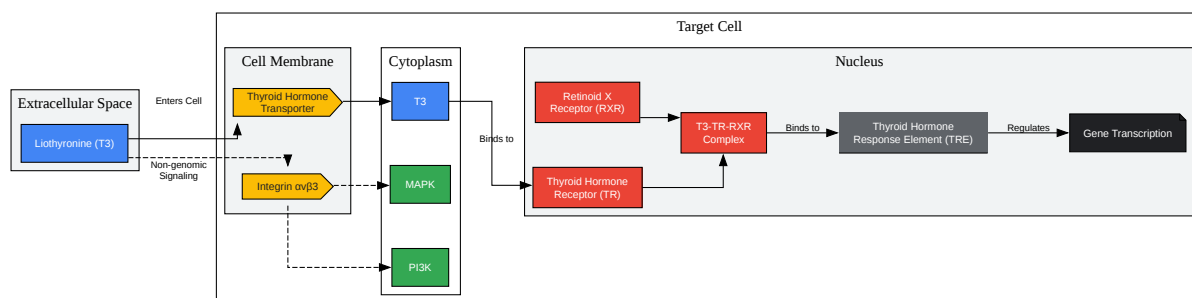 Target Cell
Cell Membrane
Cytoplasm
Nucleus
Extracellular Space
Enters Cell
Thyroid Hormone
Transporter
T3
Retinoid X
Receptor (RXR)
Liothyronine (T3)
Binds to
T3-TR-RXR
Complex
Binds to
Thyroid Hormone
Response Element (TRE)
Regulates
Gene Transcription
Non-genomic
Signaling
Integrin αvβ3
MAPK
Thyroid Hormone
Receptor (TR)
PI3K